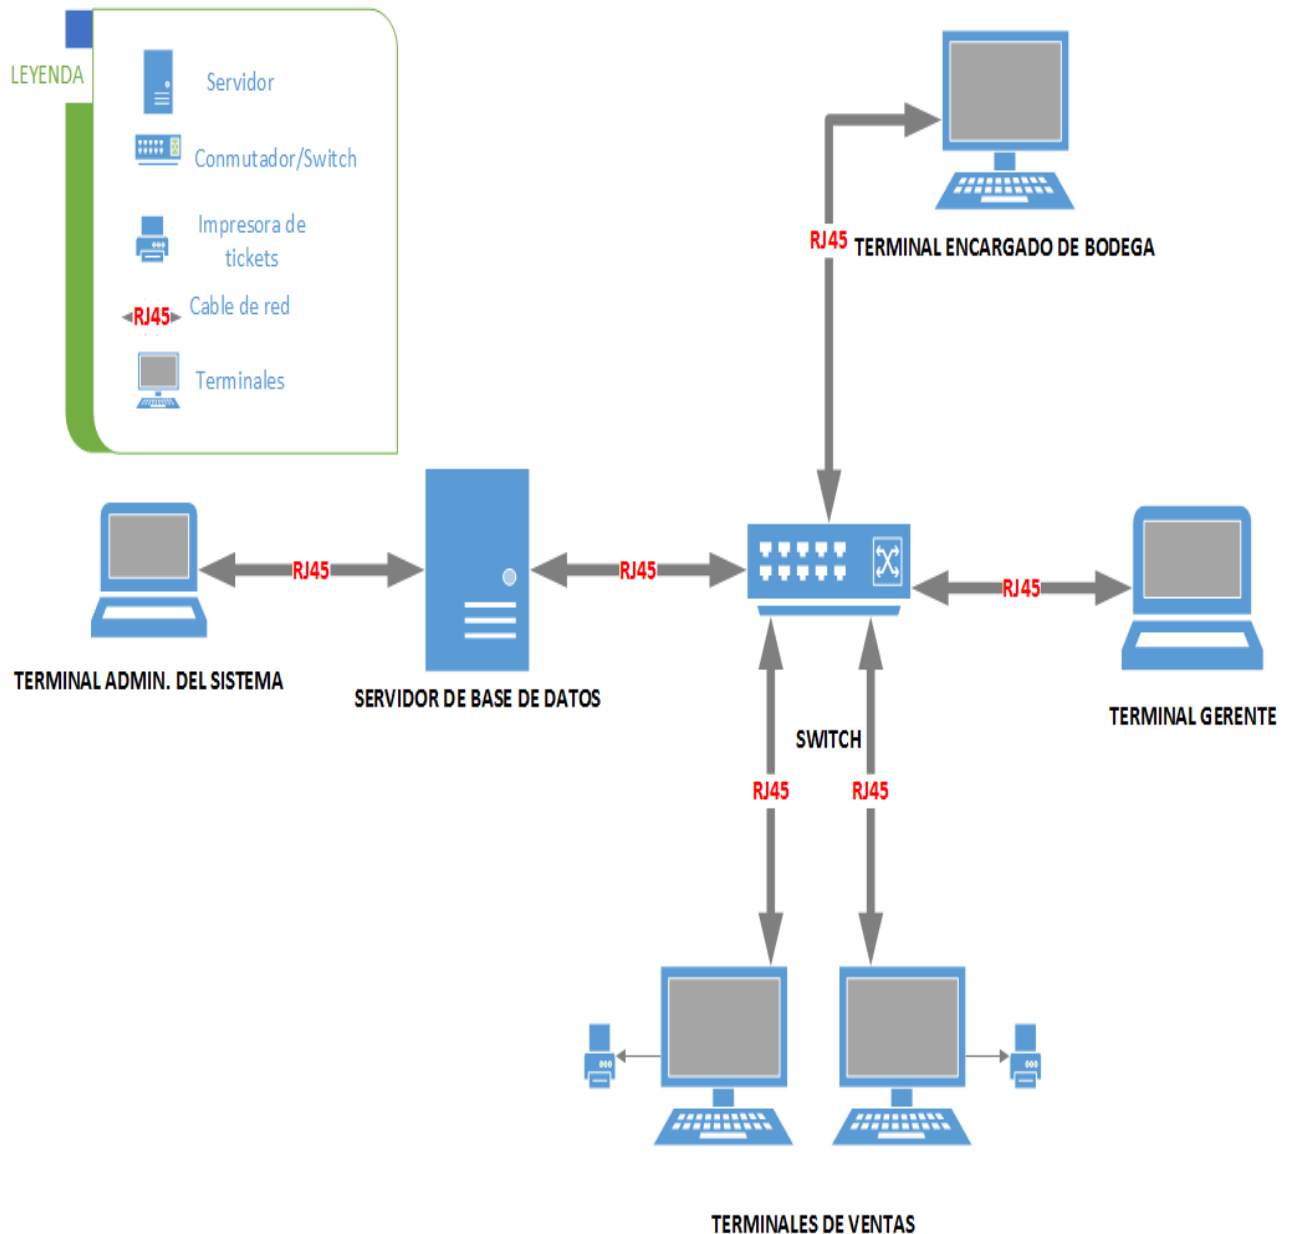 LEYENDA
Servidor
Conmutador/Switch
Impresora de
tickets
RJ45
Cable de red
Terminales
RJ45
TERMINAL ENCARGADO DE BODEGA
RJ45
RJ45
RJ45
TERMINAL ADMIN. DEL SISTEMA
SERVIDOR DE BASE DE DATOS
TERMINAL GERENTE
SWITCH
RJ45
RJ45
TERMINALES DE VENTAS